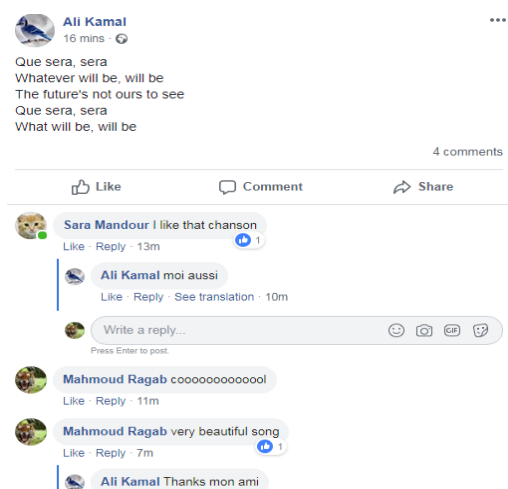 Ali Kamal
16 mins ·
Que sera, sera
Whatever will be, will be
The future's not ours to see
Que sera, sera
What will be, will be
4 comments
Like Comment Share
Sara Mandour I like that chanson
Like · Reply · 13m 1
Ali Kamal moi aussi
Like · Reply · See translation · 10m
Write a reply... GIF
Press Enter to post.
Mahmoud Ragab cooooooooooool
Like · Reply · 11m
Mahmoud Ragab very beautiful song
Like · Reply · 7m 1
Ali Kamal Thanks mon ami